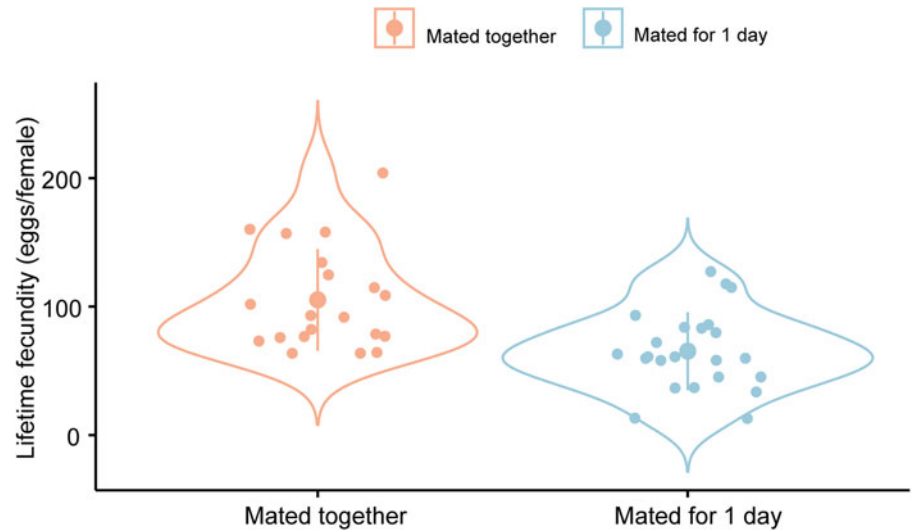 Mated together Mated for 1 day
Lifetime fecundity (eggs/female)
200
100
0
Mated together Mated for 1 day